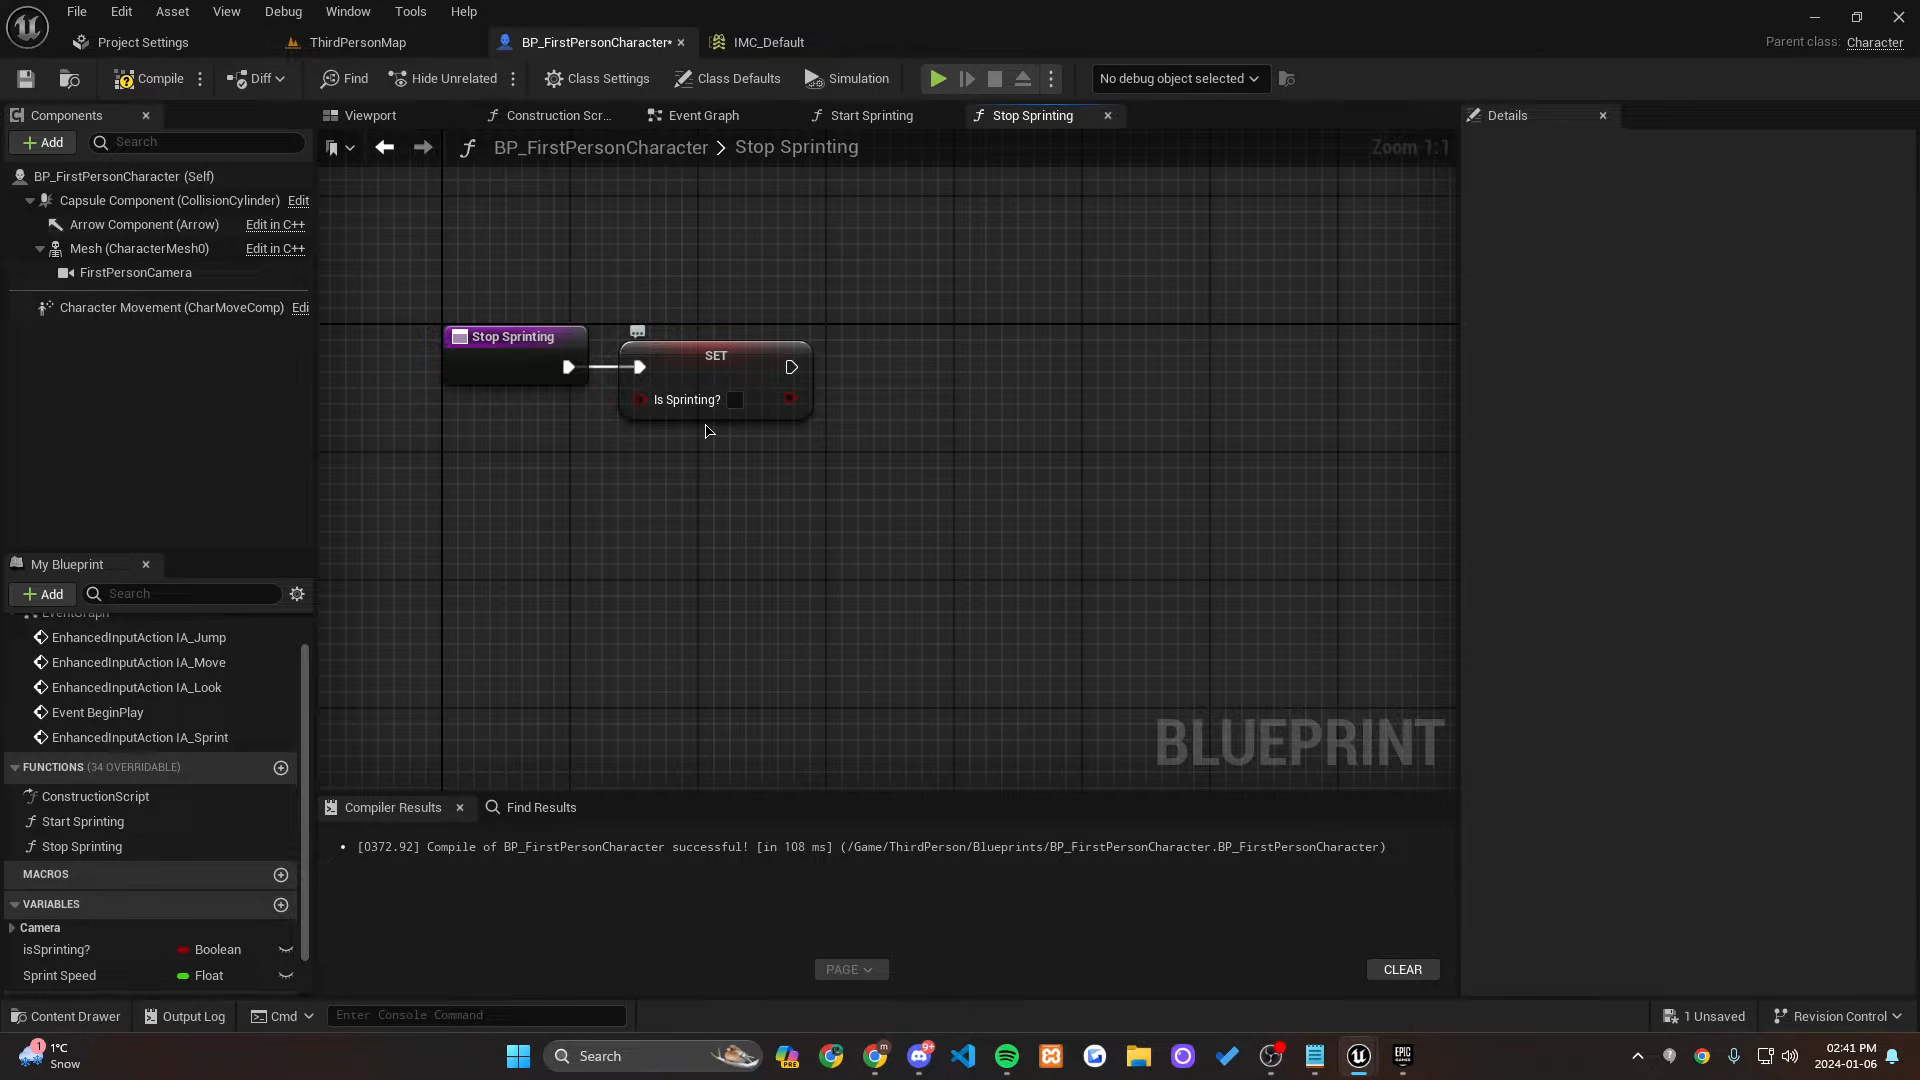 File Edit Asset View Debug Window Tools Help
Project Settings ThirdPersonMap BP_FirstPersonCharacter* IMC_Default Parent class: Character
Compile Diff Find Hide Unrelated Class Settings Class Defaults Simulation No debug object selected
Components Viewport Construction Scr... Event Graph Start Sprinting Stop Sprinting Details
Add Search
BP_FirstPersonCharacter > Stop Sprinting Zoom 1:1
BP_FirstPersonCharacter (Self)
Capsule Component (CollisionCylinder) Edit
Arrow Component (Arrow) Edit in C++
Mesh (CharacterMesh0) Edit in C++
FirstPersonCamera
Character Movement (CharMoveComp) Edi
Stop Sprinting
SET
Is Sprinting?
BLUEPRINT
My Blueprint
Add Search
EventGraph
EnhancedInputAction IA_Jump
EnhancedInputAction IA_Move
EnhancedInputAction IA_Look
Event BeginPlay
EnhancedInputAction IA_Sprint
FUNCTIONS (34 OVERRIDABLE)
ConstructionScript
Start Sprinting
Stop Sprinting
MACROS
VARIABLES
Camera
isSprinting? Boolean
Sprint Speed Float
Compiler Results Find Results
• [0372.92] Compile of BP_FirstPersonCharacter successful! [in 108 ms] (/Game/ThirdPerson/Blueprints/BP_FirstPersonCharacter.BP_FirstPersonCharacter)
PAGE CLEAR
Content Drawer Output Log Cmd Enter Console Command 1 Unsaved Revision Control
1
1°C
Snow
Search
PRE
m
9+
EPIC
GAMES
02:41 PM
2024-01-06